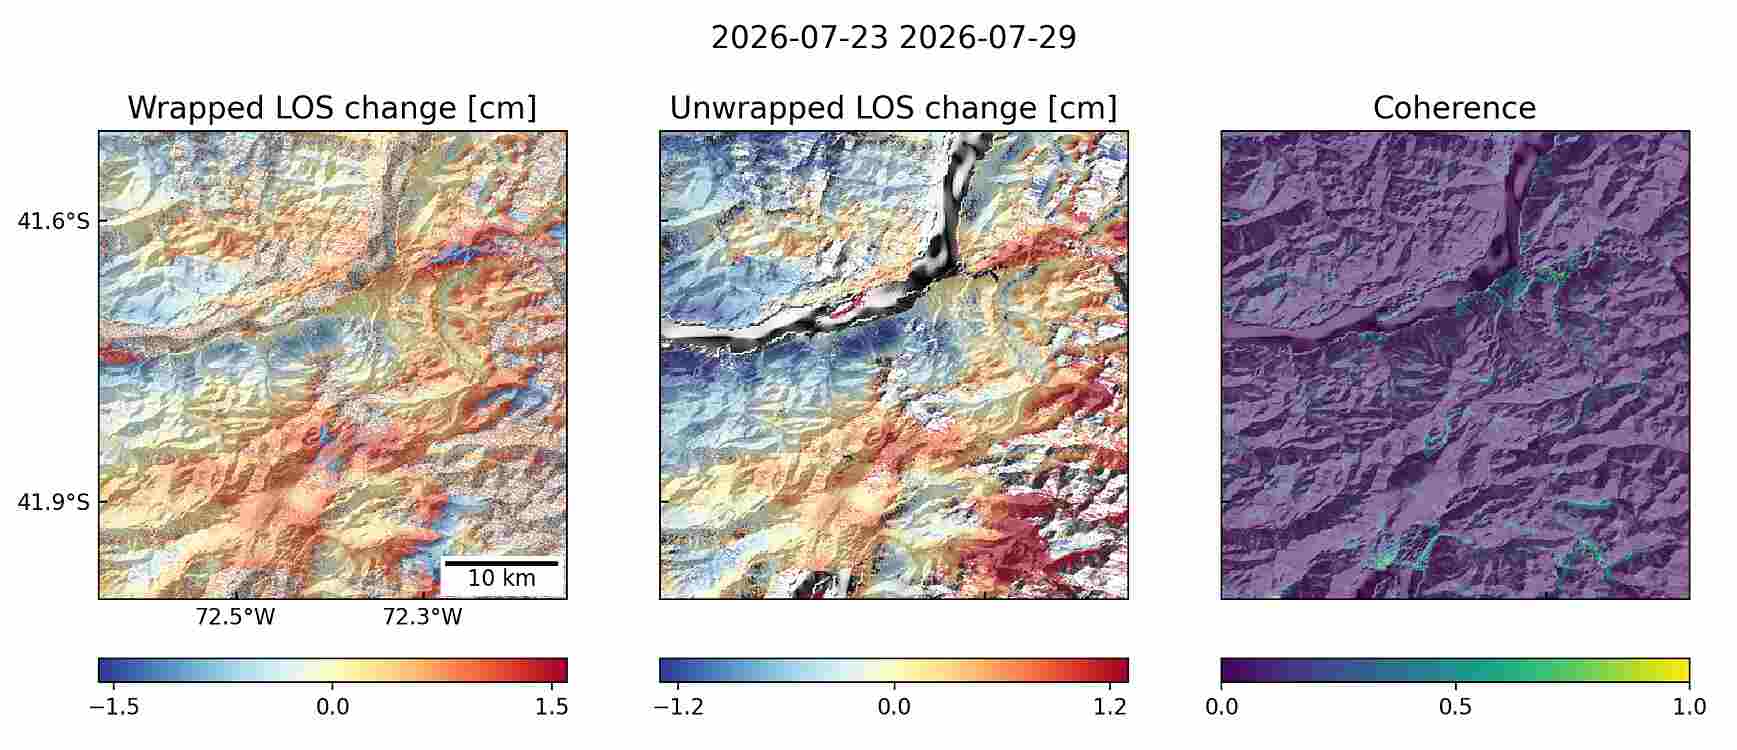 2026-07-23 2026-07-29
Wrapped LOS change [cm]
Unwrapped LOS change [cm]
Coherence
41.6°S
41.9°S
10 km
72.5°W
72.3°W
−1.5
0.0
1.5
−1.2
0.0
1.2
0.0
0.5
1.0